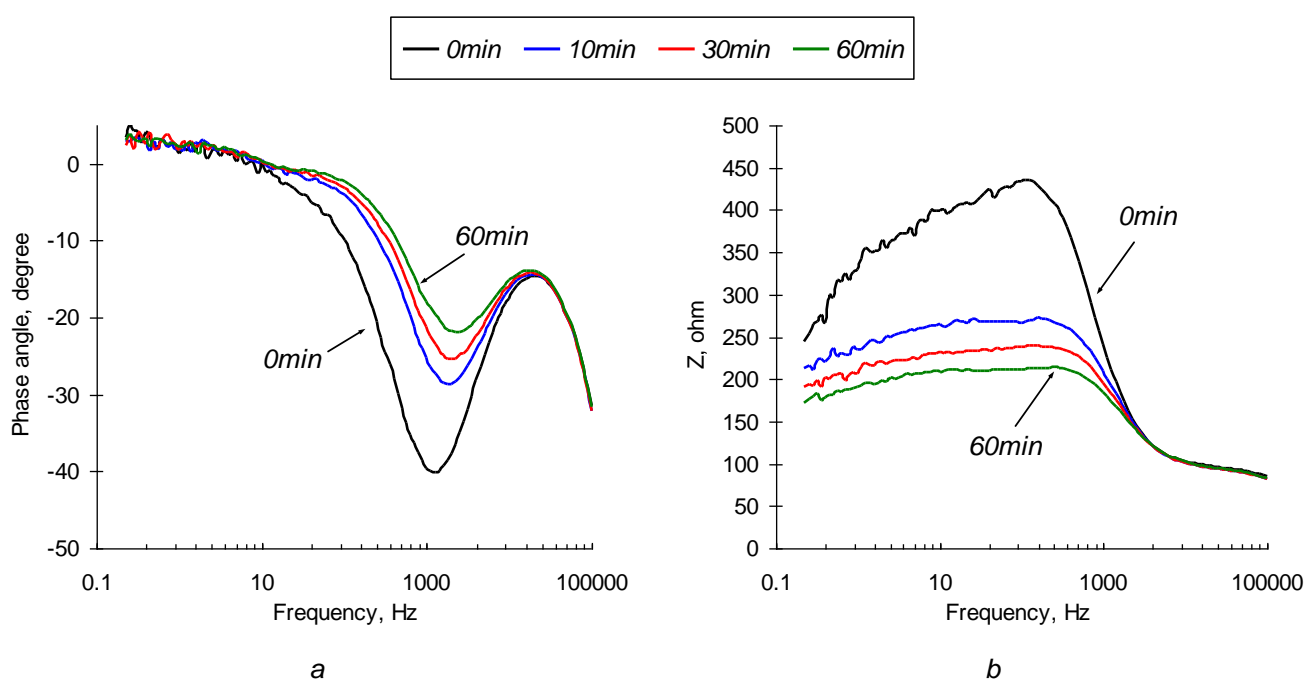 0min 10min 30min 60min
Phase angle, degree
0
-10
-20
-30
-40
-50
0.1 10 1000 100000
Frequency, Hz
60min
0min
a
Z, ohm
500
450
400
350
300
250
200
150
100
50
0
0.1 10 1000 100000
Frequency, Hz
0min
60min
b